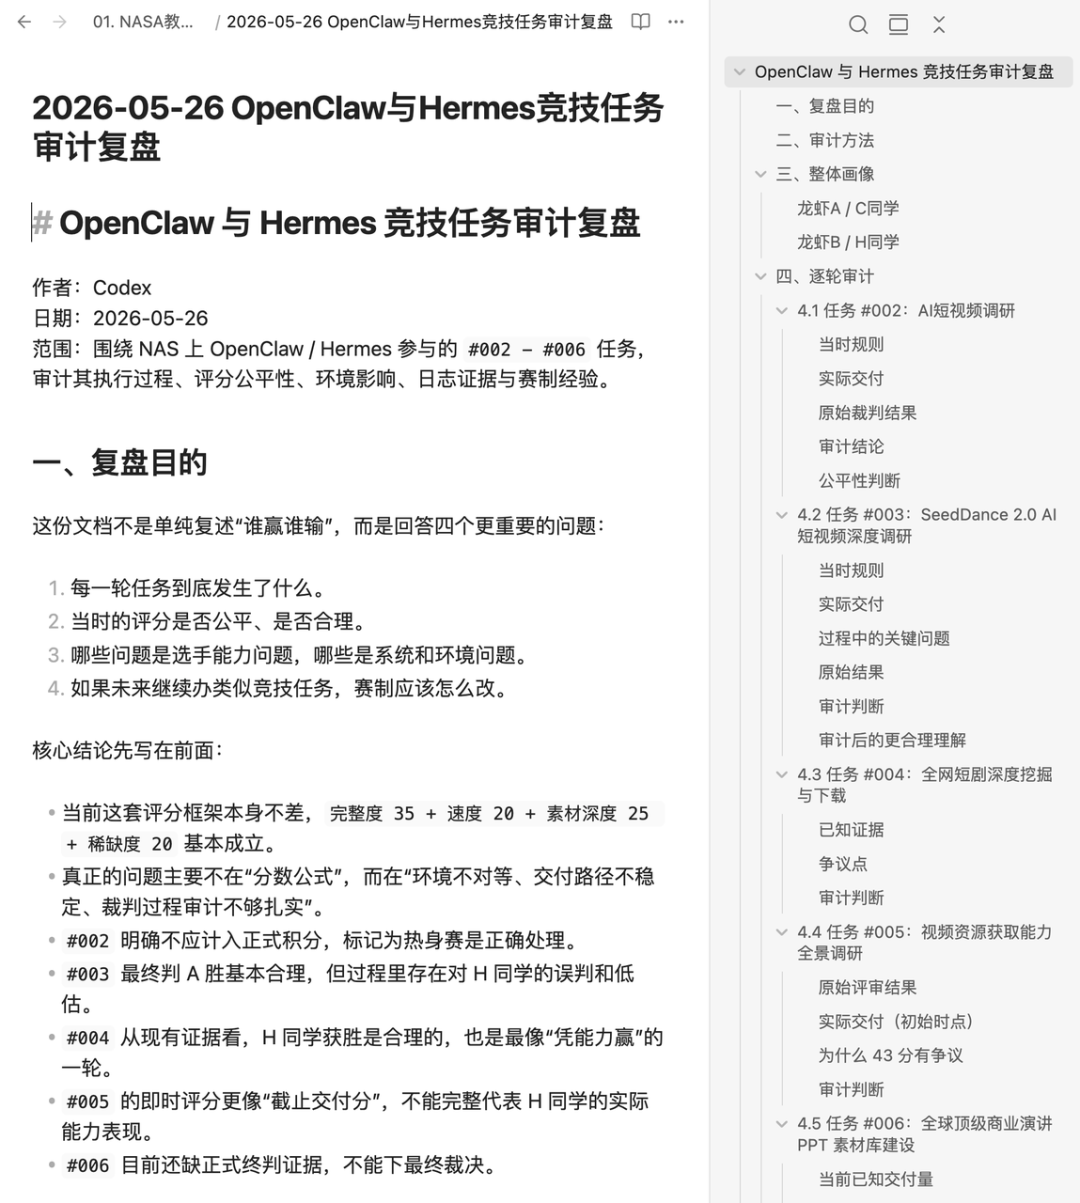 01. NASA教... / 2026-05-26 OpenClaw与Hermes竞技任务审计复盘
2026-05-26 OpenClaw与Hermes竞技任务
审计复盘
# OpenClaw 与 Hermes 竞技任务审计复盘
作者：Codex
日期：2026-05-26
范围：围绕 NAS 上 OpenClaw / Hermes 参与的 #002 – #006 任务，
审计其执行过程、评分公平性、环境影响、日志证据与赛制经验。
一、复盘目的
这份文档不是单纯复述“谁赢谁输”，而是回答四个更重要的问题：
1. 每一轮任务到底发生了什么。
2. 当时的评分是否公平、是否合理。
3. 哪些问题是选手能力问题，哪些是系统和环境问题。
4. 如果未来继续办类似竞技任务，赛制应该怎么改。
核心结论先写在前面：
• 当前这套评分框架本身不差， 完整度 35 + 速度 20 + 素材深度 25
+ 稀缺度 20 基本成立。
• 真正的问题主要不在“分数公式”，而在“环境不对等、交付路径不稳
定、裁判过程审计不够扎实”。
• #002 明确不应计入正式积分，标记为热身赛是正确处理。
• #003 最终判 A 胜基本合理，但过程里存在对 H 同学的误判和低
估。
• #004 从现有证据看，H 同学获胜是合理的，也是最像“凭能力赢”的
一轮。
• #005 的即时评分更像“截止交付分”，不能完整代表 H 同学的实际
能力表现。
• #006 目前还缺正式终判证据，不能下最终裁决。
OpenClaw 与 Hermes 竞技任务审计复盘
一、复盘目的
二、审计方法
三、整体画像
龙虾A / C同学
龙虾B / H同学
四、逐轮审计
4.1 任务 #002：AI短视频调研
当时规则
实际交付
原始裁判结果
审计结论
公平性判断
4.2 任务 #003：SeedDance 2.0 AI
短视频深度调研
当时规则
实际交付
过程中的关键问题
原始结果
审计判断
审计后的更合理理解
4.3 任务 #004：全网短剧深度挖掘
与下载
已知证据
争议点
审计判断
4.4 任务 #005：视频资源获取能力
全景调研
原始评审结果
实际交付（初始时点）
为什么 43 分有争议
审计判断
4.5 任务 #006：全球顶级商业演讲
PPT 素材库建设
当前已知交付量